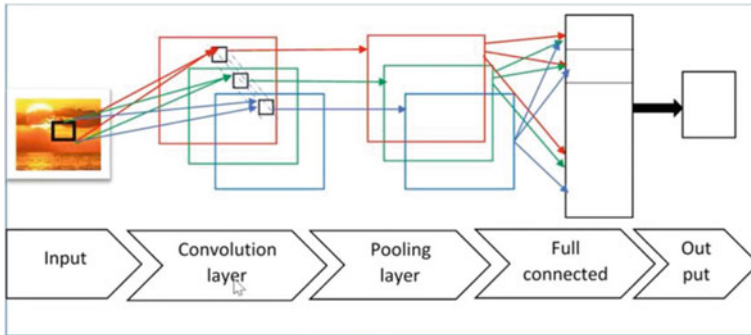 Input
Convolution
layer
Pooling
layer
Full
connected
Out
put